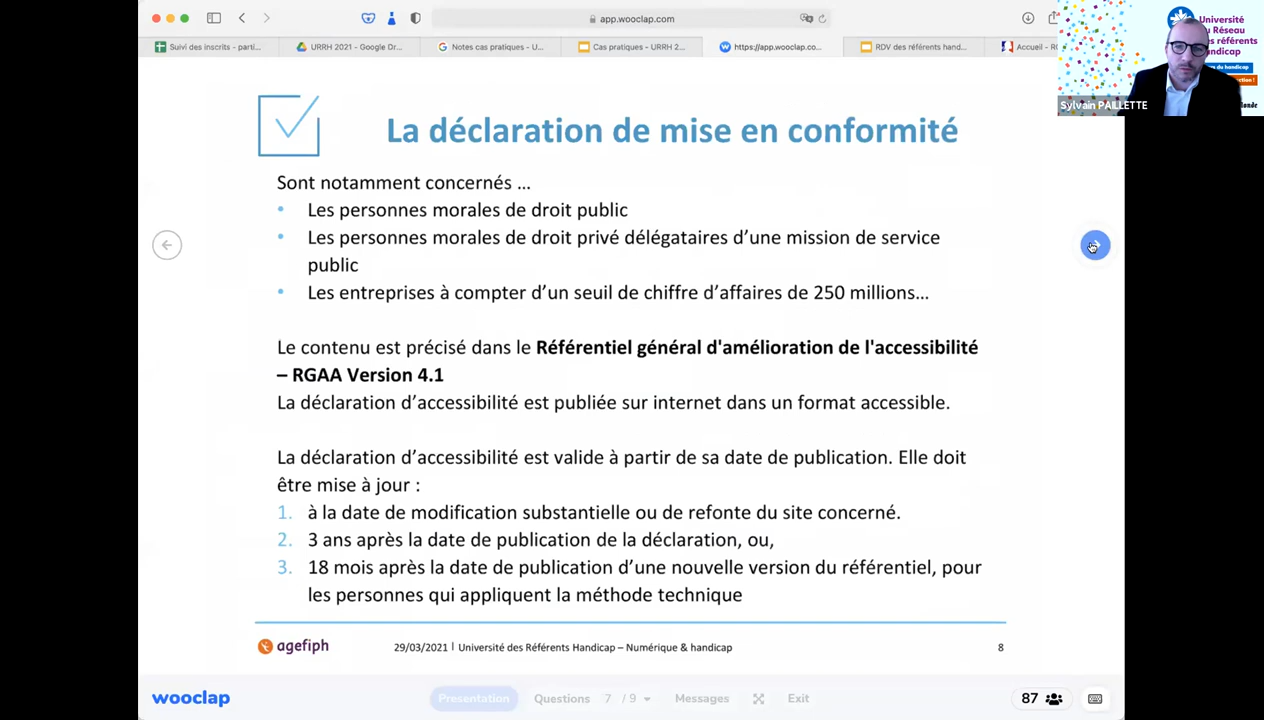 app.wooclap.com
Suivi des inscrits - parti...
URRH 2021 - Google Dr...
Notes cas pratiques - U...
Cas pratiques - URRH 2...
https://app.wooclap.co...
RDV des référents hand...
Accueil - R
Université
du Réseau
des référents
handicap
Sylvain PAILLETTE
La déclaration de mise en conformité
Sont notamment concernés ...
• Les personnes morales de droit public
• Les personnes morales de droit privé délégataires d’une mission de service
public
• Les entreprises à compter d’un seuil de chiffre d’affaires de 250 millions...
Le contenu est précisé dans le Référentiel général d'amélioration de l'accessibilité
– RGAA Version 4.1
La déclaration d’accessibilité est publiée sur internet dans un format accessible.
La déclaration d’accessibilité est valide à partir de sa date de publication. Elle doit
être mise à jour :
1. à la date de modification substantielle ou de refonte du site concerné.
2. 3 ans après la date de publication de la déclaration, ou,
3. 18 mois après la date de publication d’une nouvelle version du référentiel, pour
les personnes qui appliquent la méthode technique
agefiph
29/03/2021 | Université des Référents Handicap – Numérique & handicap
8
wooclap
Presentation
Questions 7 / 9
Messages
Exit
87